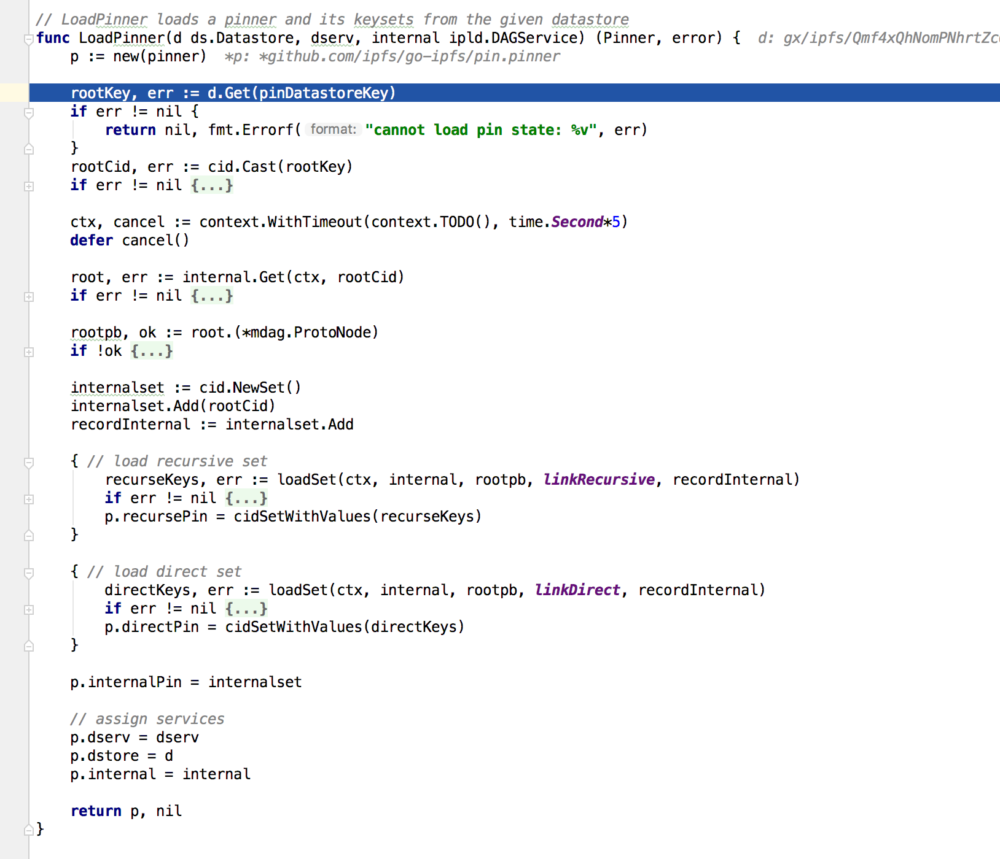 // LoadPinner loads a pinner and its keysets from the given datastore
func LoadPinner(d ds.Datastore, dserv, internal ipld.DAGService) (Pinner, error) {  d: gx/ipfs/Qmf4xQhNomPNhrtZc
    p := new(pinner)  *p: *github.com/ipfs/go-ipfs/pin.pinner
    rootKey, err := d.Get(pinDatastoreKey)
    if err != nil {
        return nil, fmt.Errorf( format: "cannot load pin state: %v", err)
    }
    rootCid, err := cid.Cast(rootKey)
    if err != nil {...}
    ctx, cancel := context.WithTimeout(context.TODO(), time.Second*5)
    defer cancel()
    root, err := internal.Get(ctx, rootCid)
    if err != nil {...}
    rootpb, ok := root.(*mdag.ProtoNode)
    if !ok {...}
    internalset := cid.NewSet()
    internalset.Add(rootCid)
    recordInternal := internalset.Add
    { // load recursive set
        recurseKeys, err := loadSet(ctx, internal, rootpb, linkRecursive, recordInternal)
        if err != nil {...}
        p.recursePin = cidSetWithValues(recurseKeys)
    }
    { // load direct set
        directKeys, err := loadSet(ctx, internal, rootpb, linkDirect, recordInternal)
        if err != nil {...}
        p.directPin = cidSetWithValues(directKeys)
    }
    p.internalPin = internalset
    // assign services
    p.dserv = dserv
    p.dstore = d
    p.internal = internal
    return p, nil
}